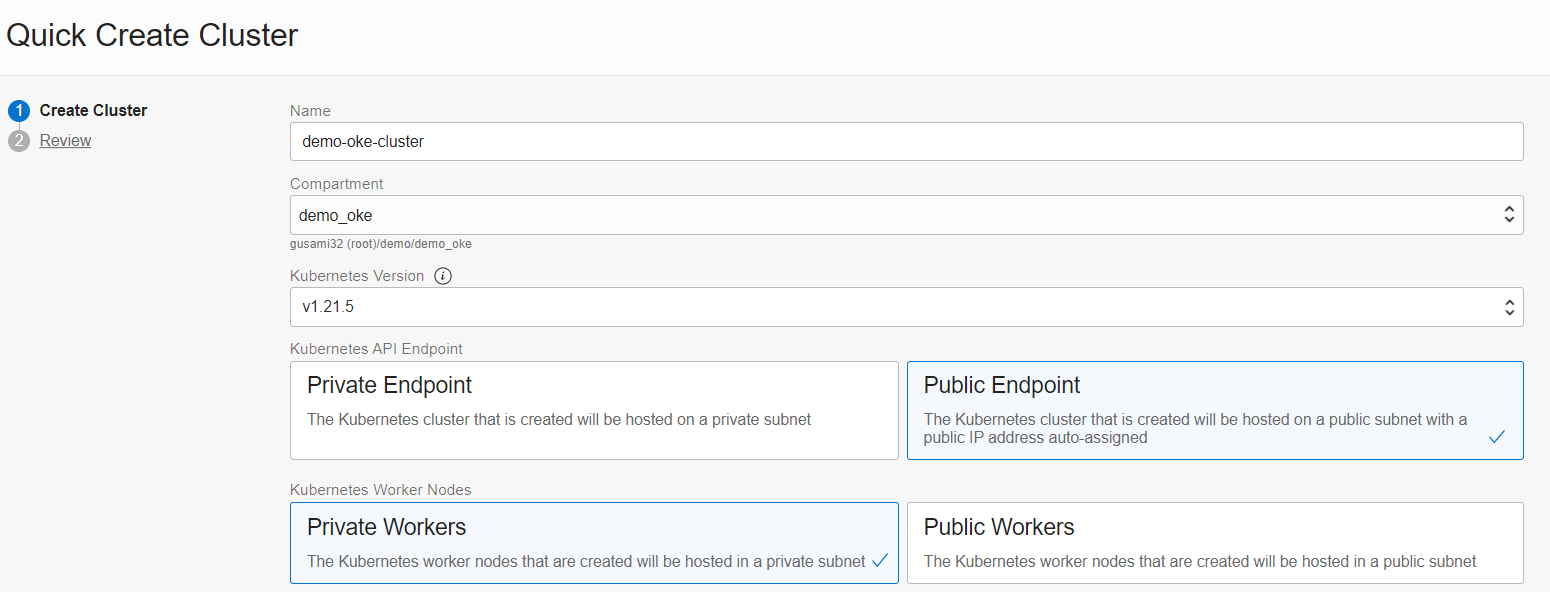 Quick Create Cluster
1 Create Cluster
2 Review
Name
demo-oke-cluster
Compartment
demo_oke
gusami32 (root)/demo/demo_oke
Kubernetes Version i
v1.21.5
Kubernetes API Endpoint
Private Endpoint
The Kubernetes cluster that is created will be hosted on a private subnet
Public Endpoint
The Kubernetes cluster that is created will be hosted on a public subnet with a
public IP address auto-assigned
Kubernetes Worker Nodes
Private Workers
The Kubernetes worker nodes that are created will be hosted in a private subnet
Public Workers
The Kubernetes worker nodes that are created will be hosted in a public subnet